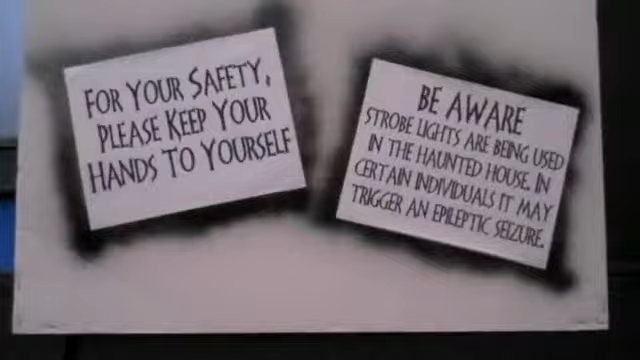 FOR YOUR SAFETY,
PLEASE KEEP YOUR
HANDS TO YOURSELF
BE AWARE
STROBE LIGHTS ARE BEING USED
IN THE HAUNTED HOUSE. IN
CERTAIN INDIVIDUALS IT MAY
TRIGGER AN EPILEPTIC SEIZURE.